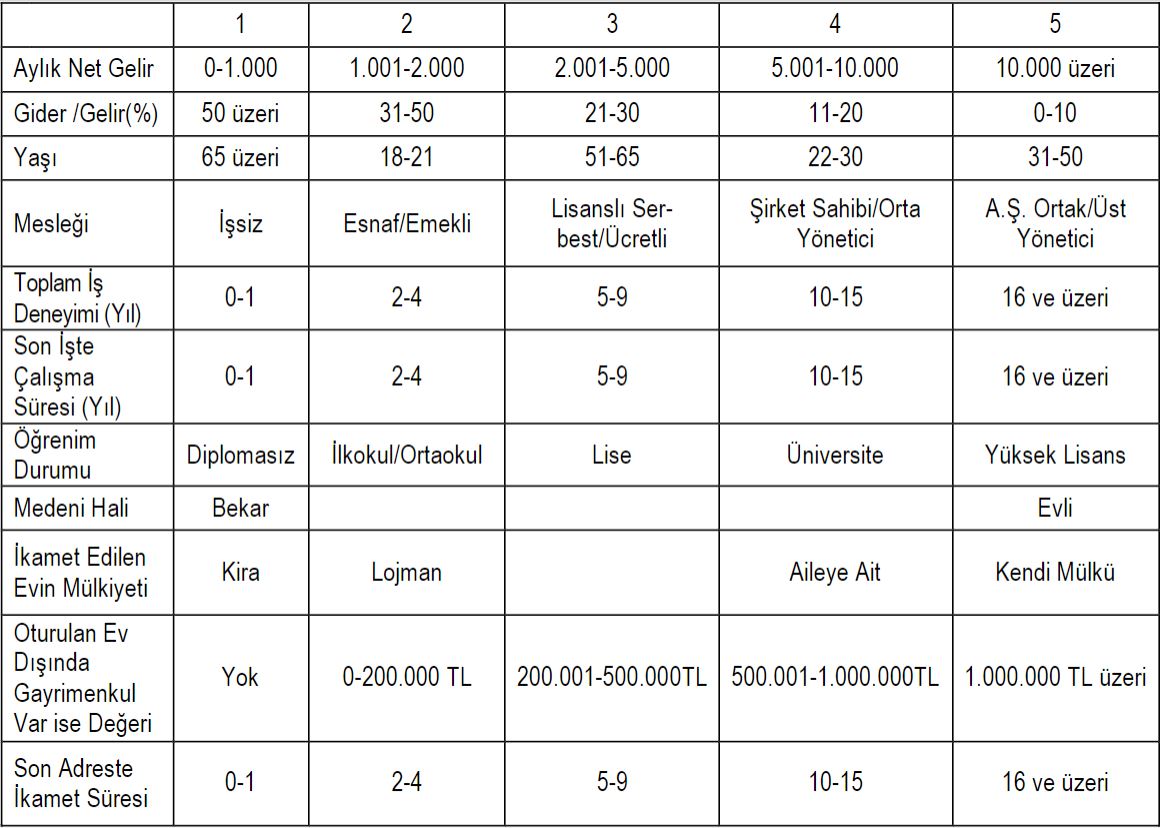 1 2 3 4 5
Aylık Net Gelir 0-1.000 1.001-2.000 2.001-5.000 5.001-10.000 10.000 üzeri
Gider /Gelir(%) 50 üzeri 31-50 21-30 11-20 0-10
Yaşı 65 üzeri 18-21 51-65 22-30 31-50
Mesleği İşsiz Esnaf/Emekli Lisanslı Ser-
best/Ücretli Şirket Sahibi/Orta
Yönetici A.Ş. Ortak/Üst
Yönetici
Toplam İş
Deneyimi (Yıl) 0-1 2-4 5-9 10-15 16 ve üzeri
Son İşte
Çalışma
Süresi (Yıl) 0-1 2-4 5-9 10-15 16 ve üzeri
Öğrenim
Durumu Diplomasız İlkokul/Ortaokul Lise Üniversite Yüksek Lisans
Medeni Hali Bekar Evli
İkamet Edilen
Evin Mülkiyeti Kira Lojman Aileye Ait Kendi Mülkü
Oturulan Ev
Dışında
Gayrimenkul
Var ise Değeri Yok 0-200.000 TL 200.001-500.000TL 500.001-1.000.000TL 1.000.000 TL üzeri
Son Adreste
İkamet Süresi 0-1 2-4 5-9 10-15 16 ve üzeri